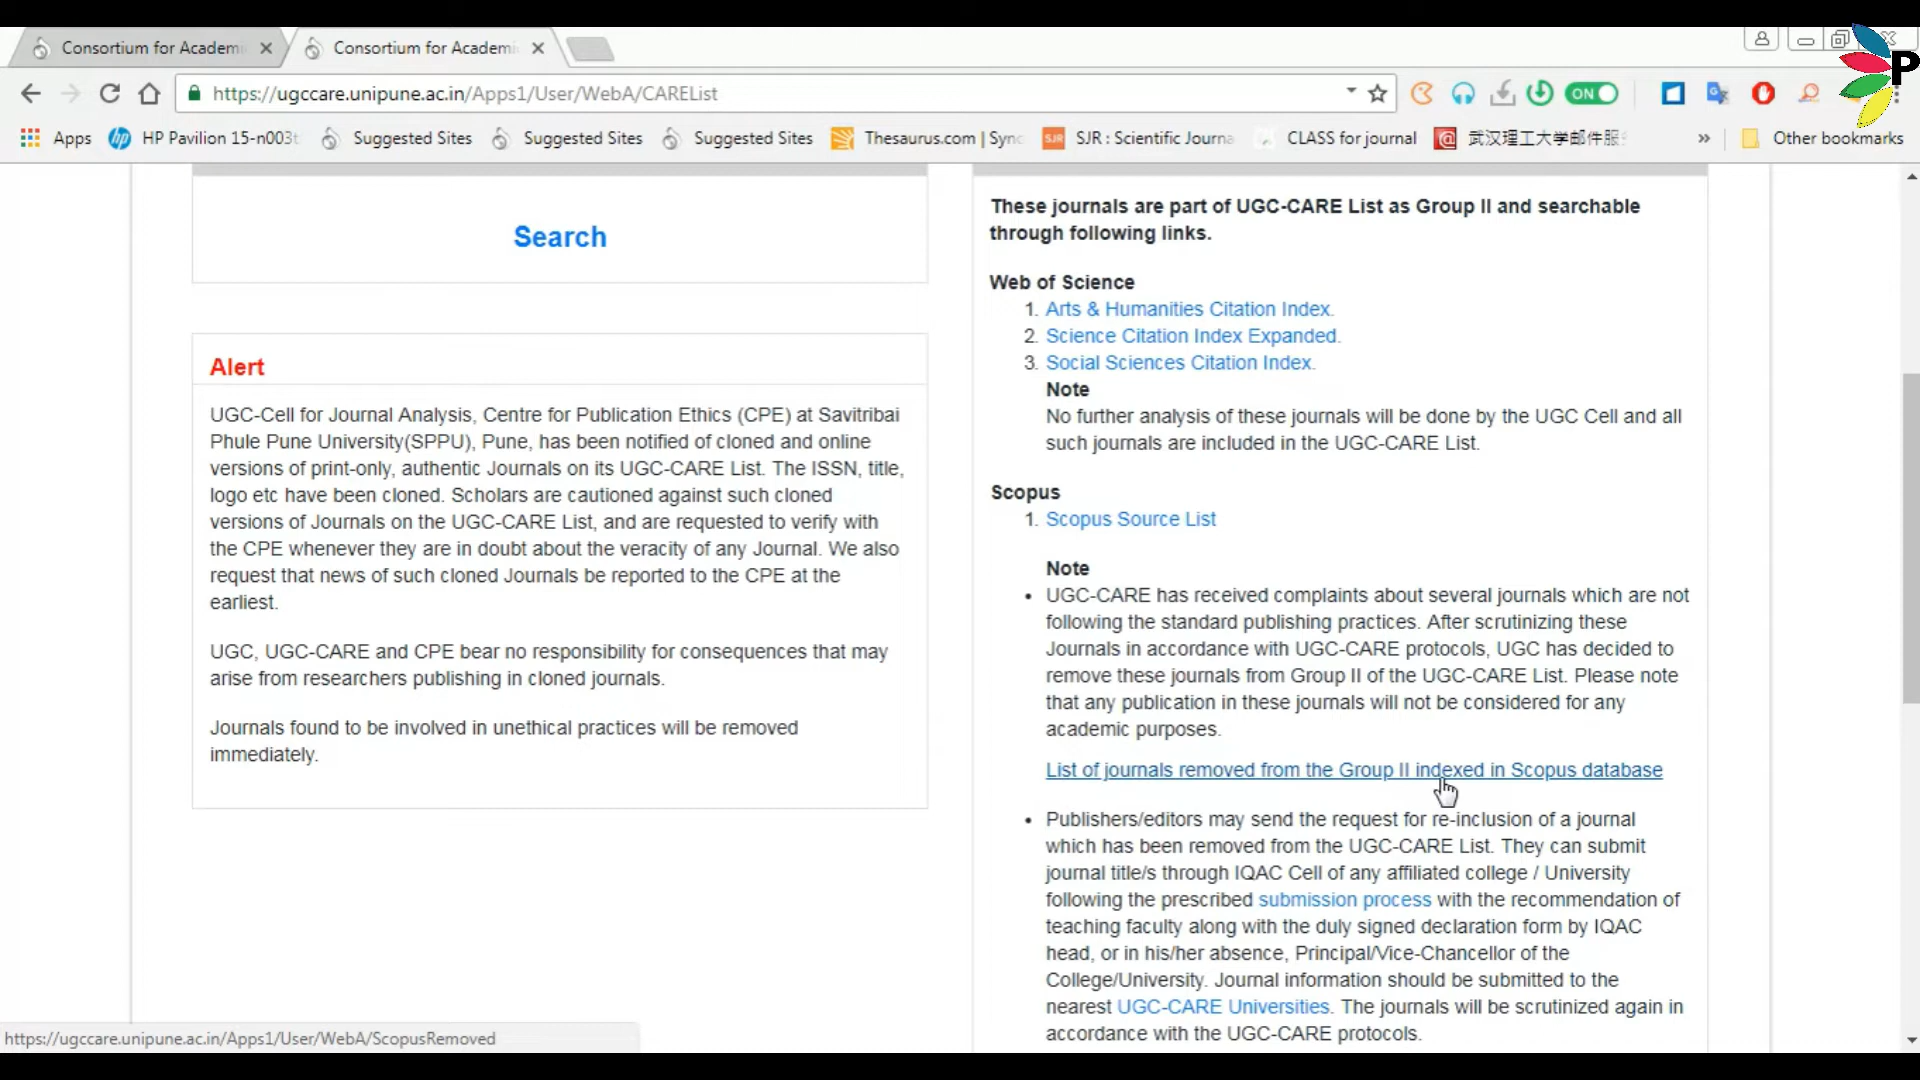 Consortium for Academi
Consortium for Academi
P
https://ugccare.unipune.ac.in/Apps1/User/WebA/CAREList
ON
Apps
HP Pavilion 15-n003t
Suggested Sites
Suggested Sites
Suggested Sites
Thesaurus.com | Sync
SJR
SJR : Scientific Journa
CLASS for journal
武汉理工大学邮件服
»
Other bookmarks
Search
Alert
UGC-Cell for Journal Analysis, Centre for Publication Ethics (CPE) at Savitribai
Phule Pune University(SPPU), Pune, has been notified of cloned and online
versions of print-only, authentic Journals on its UGC-CARE List. The ISSN, title,
logo etc have been cloned. Scholars are cautioned against such cloned
versions of Journals on the UGC-CARE List, and are requested to verify with
the CPE whenever they are in doubt about the veracity of any Journal. We also
request that news of such cloned Journals be reported to the CPE at the
earliest.
UGC, UGC-CARE and CPE bear no responsibility for consequences that may
arise from researchers publishing in cloned journals.
Journals found to be involved in unethical practices will be removed
immediately.
These journals are part of UGC-CARE List as Group II and searchable
through following links.
Web of Science
1. Arts & Humanities Citation Index.
2. Science Citation Index Expanded.
3. Social Sciences Citation Index.
Note
No further analysis of these journals will be done by the UGC Cell and all
such journals are included in the UGC-CARE List.
Scopus
1. Scopus Source List
Note
• UGC-CARE has received complaints about several journals which are not
following the standard publishing practices. After scrutinizing these
Journals in accordance with UGC-CARE protocols, UGC has decided to
remove these journals from Group II of the UGC-CARE List. Please note
that any publication in these journals will not be considered for any
academic purposes.
List of journals removed from the Group II indexed in Scopus database
• Publishers/editors may send the request for re-inclusion of a journal
which has been removed from the UGC-CARE List. They can submit
journal title/s through IQAC Cell of any affiliated college / University
following the prescribed submission process with the recommendation of
teaching faculty along with the duly signed declaration form by IQAC
head, or in his/her absence, Principal/Vice-Chancellor of the
College/University. Journal information should be submitted to the
nearest UGC-CARE Universities. The journals will be scrutinized again in
accordance with the UGC-CARE protocols.
https://ugccare.unipune.ac.in/Apps1/User/WebA/ScopusRemoved